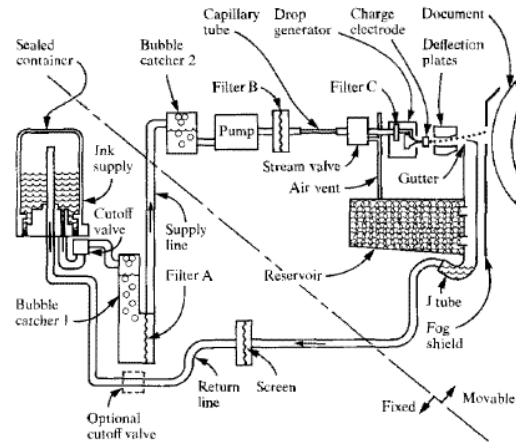 Sealed
container
Bubble
catcher 2
Capillary
tube
Drop
generator
Charge
electrode
Document
Deflection
plates
Filter B
Filter C
Pump
Stream valve
Air vent
Gutter
Ink
supply
Cutoff
valve
Supply
line
Filter A
Reservoir
Bubble
catcher 1
J tube
Fog
shield
Optional
cutoff valve
Return
line
Screen
Fixed
Movable